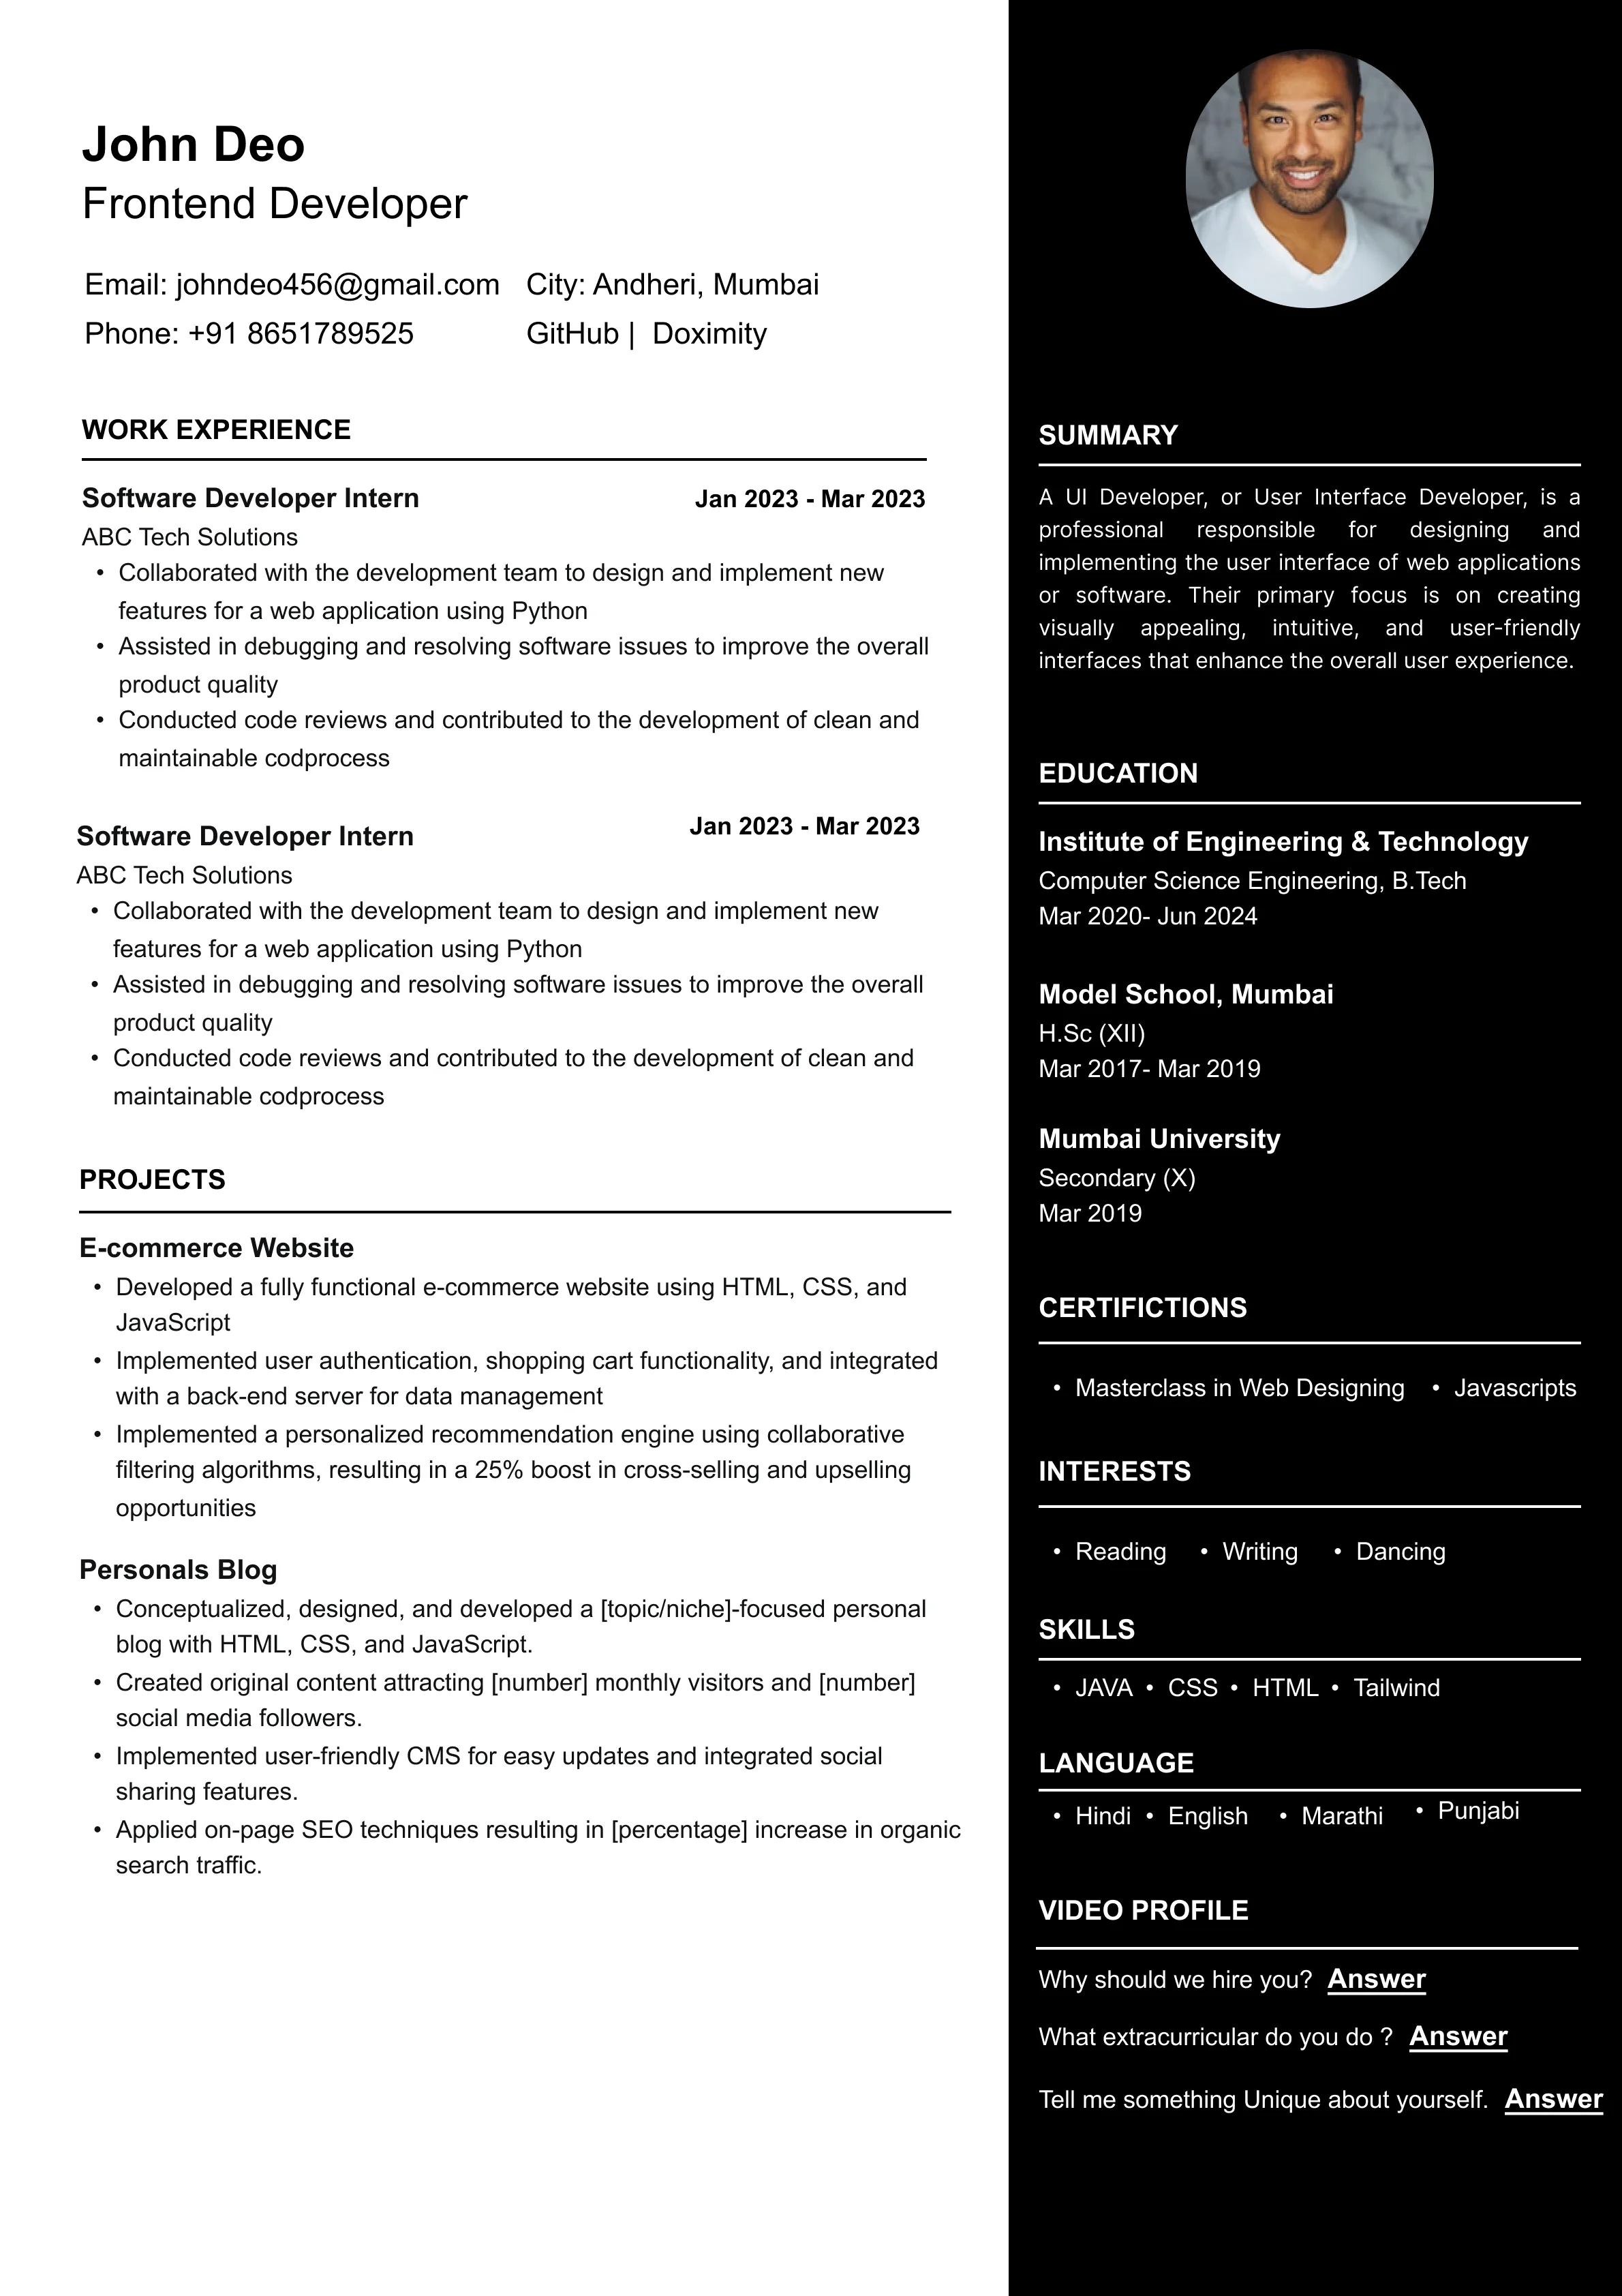 John Deo
Frontend Developer
Email: johndeo456@gmail.com City: Andheri, Mumbai
Phone: +91 8651789525 GitHub | Doximity
WORK EXPERIENCE
Software Developer Intern Jan 2023 - Mar 2023
ABC Tech Solutions
• Collaborated with the development team to design and implement new
features for a web application using Python
• Assisted in debugging and resolving software issues to improve the overall
product quality
• Conducted code reviews and contributed to the development of clean and
maintainable codprocess
Software Developer Intern Jan 2023 - Mar 2023
ABC Tech Solutions
• Collaborated with the development team to design and implement new
features for a web application using Python
• Assisted in debugging and resolving software issues to improve the overall
product quality
• Conducted code reviews and contributed to the development of clean and
maintainable codprocess
PROJECTS
E-commerce Website
• Developed a fully functional e-commerce website using HTML, CSS, and
JavaScript
• Implemented user authentication, shopping cart functionality, and integrated
with a back-end server for data management
• Implemented a personalized recommendation engine using collaborative
filtering algorithms, resulting in a 25% boost in cross-selling and upselling
opportunities
Personals Blog
• Conceptualized, designed, and developed a [topic/niche]-focused personal
blog with HTML, CSS, and JavaScript.
• Created original content attracting [number] monthly visitors and [number]
social media followers.
• Implemented user-friendly CMS for easy updates and integrated social
sharing features.
• Applied on-page SEO techniques resulting in [percentage] increase in organic
search traffic.
SUMMARY
A UI Developer, or User Interface Developer, is a
professional responsible for designing and
implementing the user interface of web applications
or software. Their primary focus is on creating
visually appealing, intuitive, and user-friendly
interfaces that enhance the overall user experience.
EDUCATION
Institute of Engineering & Technology
Computer Science Engineering, B.Tech
Mar 2020- Jun 2024
Model School, Mumbai
H.Sc (XII)
Mar 2017- Mar 2019
Mumbai University
Secondary (X)
Mar 2019
CERTIFICTIONS
• Masterclass in Web Designing • Javascripts
INTERESTS
• Reading • Writing • Dancing
SKILLS
• JAVA • CSS • HTML • Tailwind
LANGUAGE
• Hindi • English • Marathi • Punjabi
VIDEO PROFILE
Why should we hire you? Answer
What extracurricular do you do ? Answer
Tell me something Unique about yourself. Answer